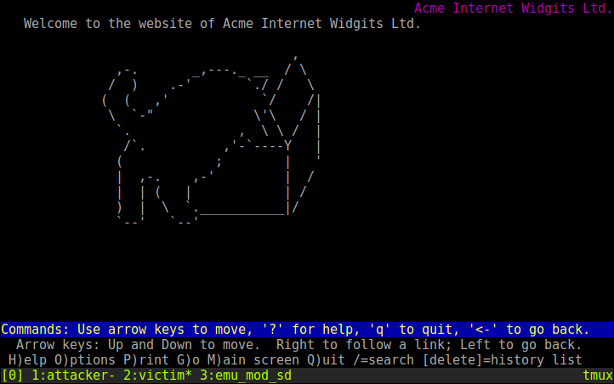 Acme Internet Widgits Ltd.
Welcome to the website of Acme Internet Widgits Ltd.
Commands: Use arrow keys to move, '?' for help, 'q' to quit, '<-' to go back.
Arrow keys: Up and Down to move.  Right to follow a link; Left to go back.
H)elp O)ptions P)rint G)o M)ain screen Q)uit /=search [delete]=history list
[0] 1:attacker- 2:victim* 3:emu_mod_sd tmux